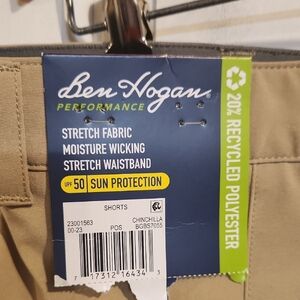 Ben Hogan
PERFORMANCE
STRETCH FABRIC
MOISTURE WICKING
STRETCH WAISTBAND
UPF 50 SUN PROTECTION
20% RECYCLED POLYESTER
SHORTS
23001563 CHINCHILLA
00-23 POS BGBS7055
7 17312 16434 3